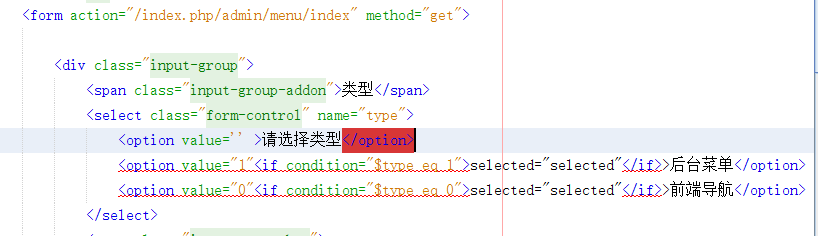 <form action="/index.php/admin/menu/index" method="get">
<div class="input-group">
<span class="input-group-addon">类型</span>
<select class="form-control" name="type">
<option value='' >请选择类型</option>
<option value="1"<if condition="$type eq 1">selected="selected"</if>>后台菜单</option>
<option value="0"<if condition="$type eq 0">selected="selected"</if>>前端导航</option>
</select>